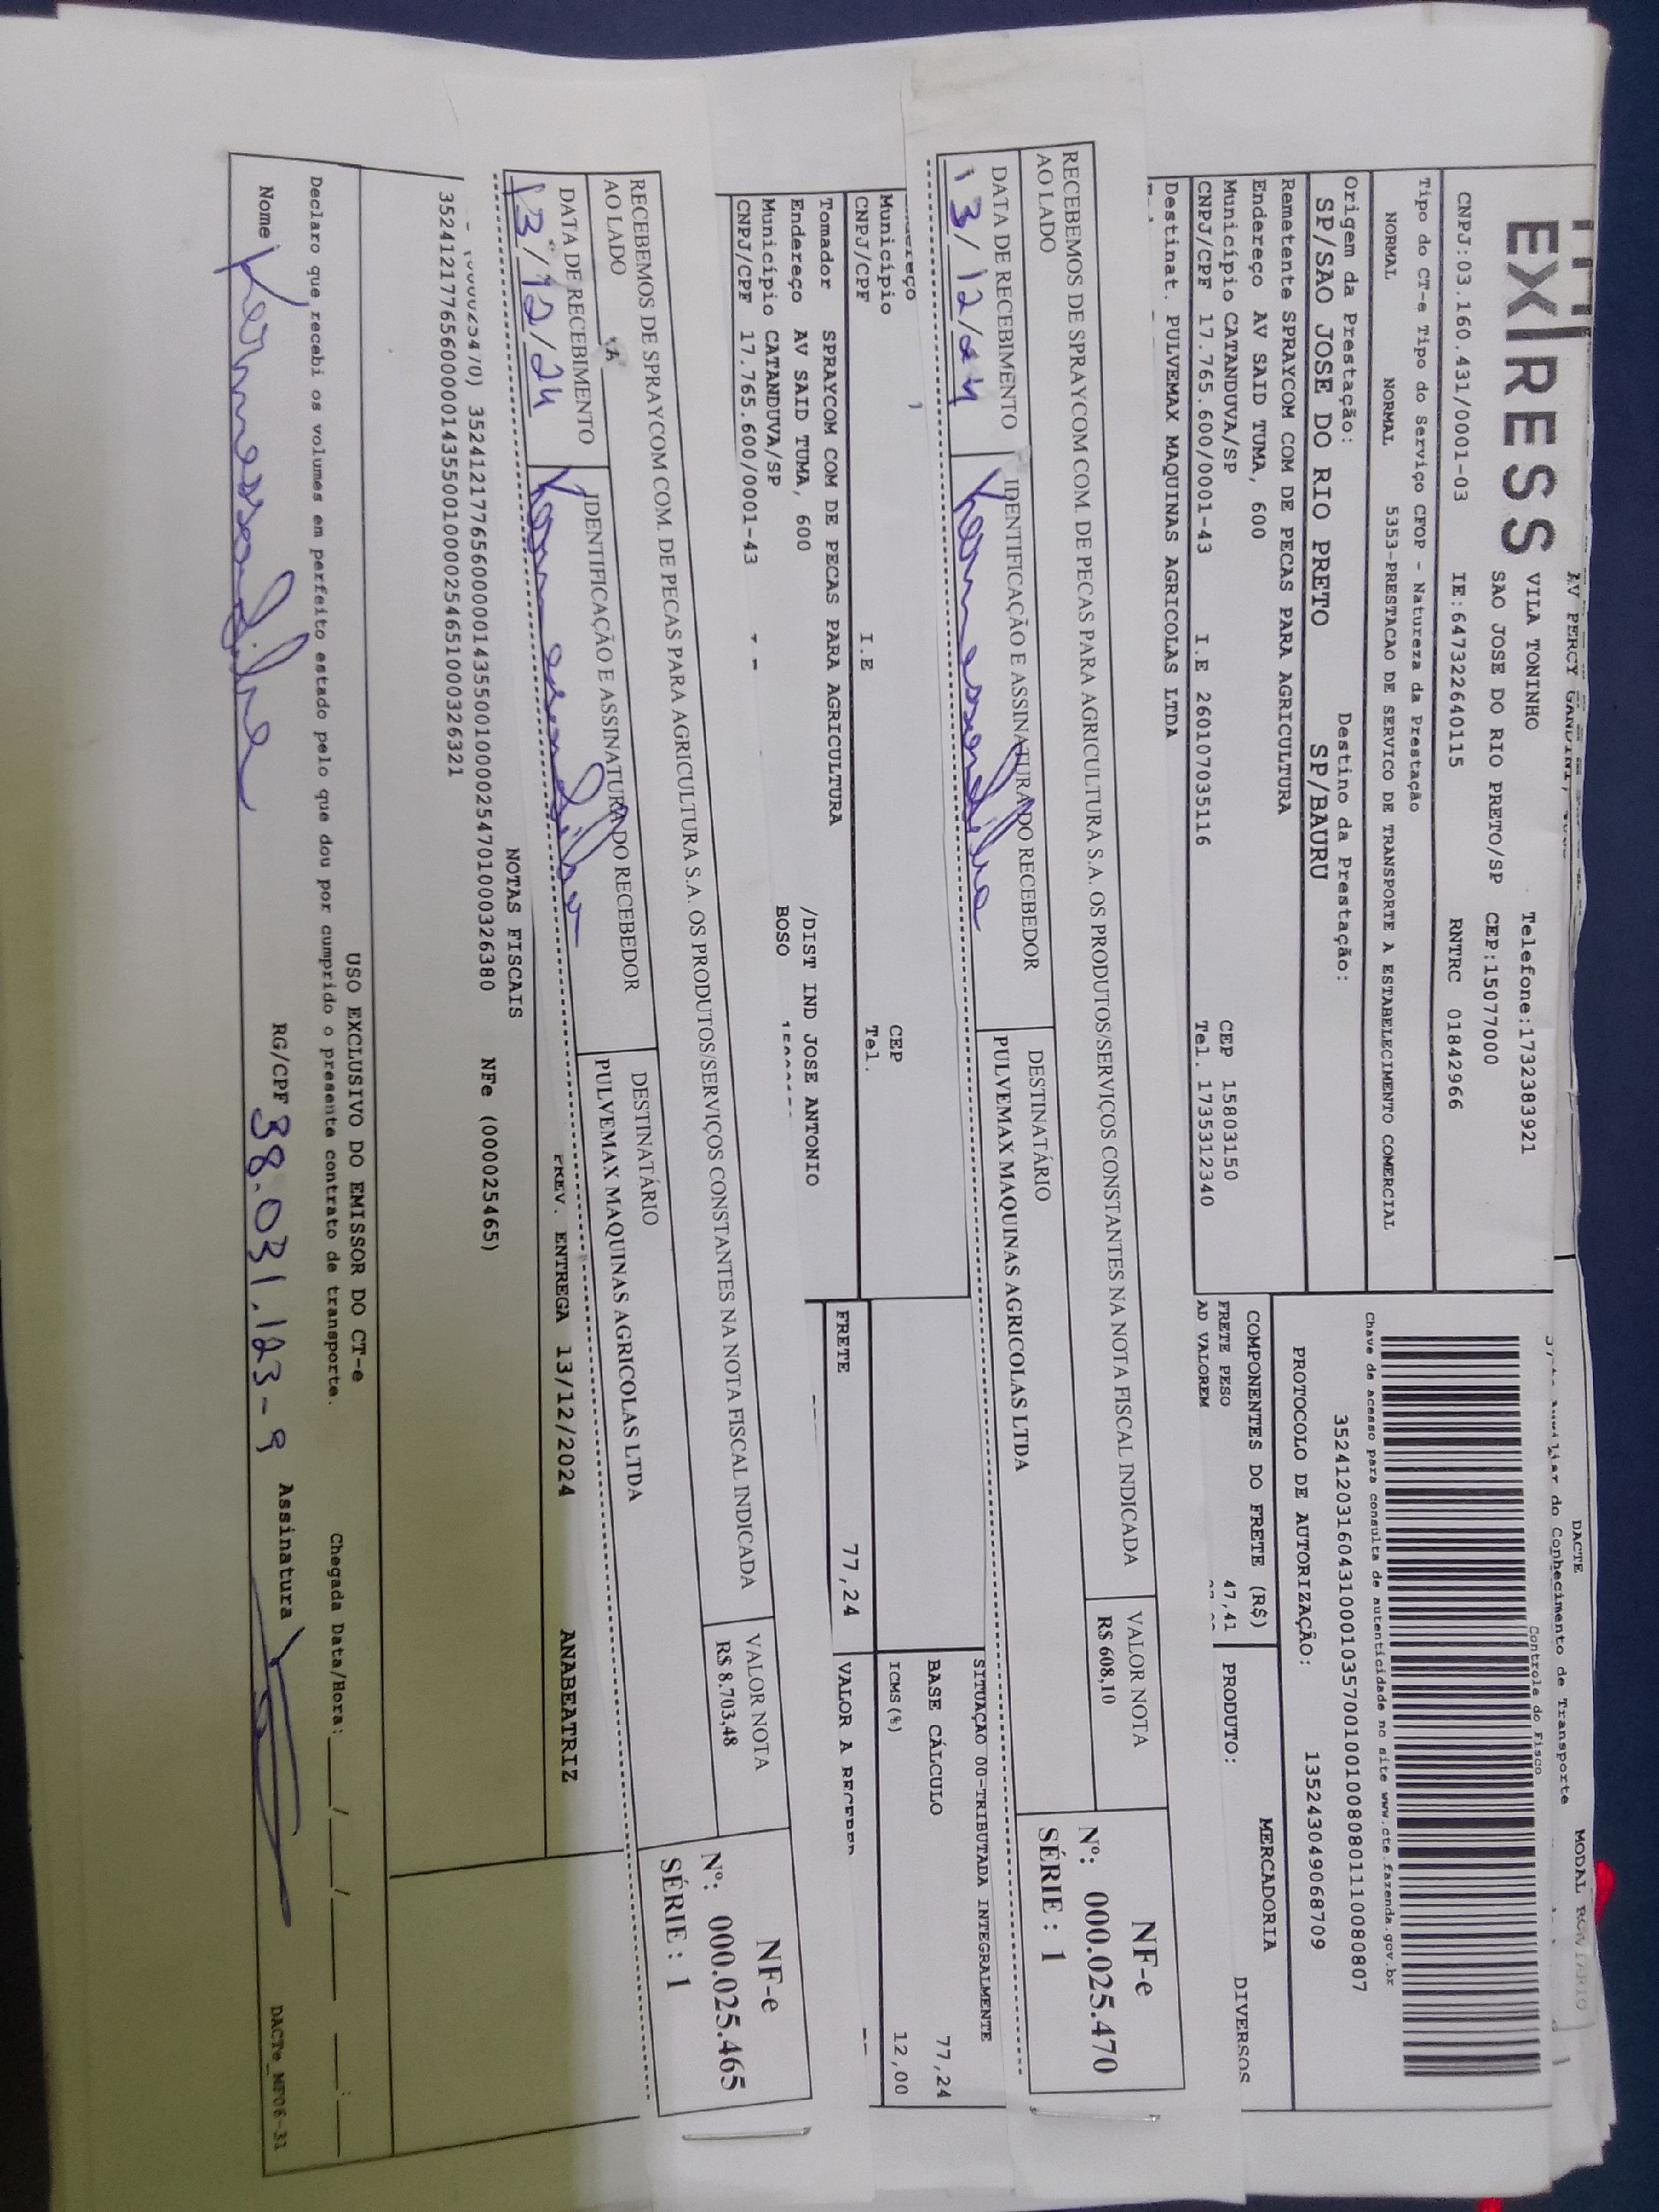 EXPRESS
AV PERCY GANDINI,
VILA TONINHO Telefone:1732383921
SAO JOSE DO RIO PRETO/SP CEP:15077000
CNPJ:03.160.431/0001-03 IE:647322640115 RNTRC 01842966
DACTE
MODAL
do Conhecimento de Transporte
Controle do Fisco
Chave de acesso para consulta de autenticidade no site www.cte.fazenda.gov.br
35241203160431000103570010010080801110080807
PROTOCOLO DE AUTORIZAÇÃO: 135243049068709
Tipo do CT-e Tipo do Serviço CFOP - Natureza da Prestação
NORMAL NORMAL 5353-PRESTACAO DE SERVICO DE TRANSPORTE A ESTABELECIMENTO COMERCIAL
Origem da Prestação: Destino da Prestação:
SP/SAO JOSE DO RIO PRETO SP/BAURU
Remetente SPRAYCOM COM DE PECAS PARA AGRICULTURA
Endereço AV SAID TUMA, 600
Município CATANDUVA/SP CEP 15803150
CNPJ/CPF 17.765.600/0001-43 I.E 260107035116 Tel. 1735312340
Destinat. PULVEMAX MAQUINAS AGRICOLAS LTDA
COMPONENTES DO FRETE (R$) MERCADORIA
FRETE PESO 47,41 PRODUTO: DIVERSOS
AD VALOREM
RECEBEMOS DE SPRAYCOM COM. DE PECAS PARA AGRICULTURA S.A. OS PRODUTOS/SERVIÇOS CONSTANTES NA NOTA FISCAL INDICADA
AO LADO
VALOR NOTA
R$ 608,10
NF-e
Nº: 000.025.470
SÉRIE : 1
DATA DE RECEBIMENTO IDENTIFICAÇÃO E ASSINATURA DO RECEBEDOR DESTINATÁRIO
13/12/24 PULVEMAX MAQUINAS AGRICOLAS LTDA
Município CEP
CNPJ/CPF I.E Tel.
SITUAÇAO 00-TRIBUTADA INTEGRALMENTE
BASE CÁLCULO 77,24
ICMS(%) 12,00
Tomador SPRAYCOM COM DE PECAS PARA AGRICULTURA
Endereço AV SAID TUMA, 600 /DIST IND JOSE ANTONIO
Município CATANDUVA/SP BOSO
CNPJ/CPF 17.765.600/0001-43
FRETE 77,24 VALOR A RECEBER
RECEBEMOS DE SPRAYCOM COM. DE PECAS PARA AGRICULTURA S.A. OS PRODUTOS/SERVIÇOS CONSTANTES NA NOTA FISCAL INDICADA
AO LADO
VALOR NOTA
R$ 8.703,48
NF-e
Nº: 000.025.465
SÉRIE : 1
DATA DE RECEBIMENTO IDENTIFICAÇÃO E ASSINATURA DO RECEBEDOR DESTINATÁRIO
13/12/24 PULVEMAX MAQUINAS AGRICOLAS LTDA
PREV. ENTREGA 13/12/2024 ANABEATRIZ
NOTAS FISCAIS
35241217765600000143550010000254701000326380 NFe (000025465)
35241217765600000143550010000254651000326321
USO EXCLUSIVO DO EMISSOR DO CT-e
Declaro que recebi os volumes em perfeito estado pelo que dou por cumprido o presente contrato de transporte. Chegada Data/Hora: ___/___/___ __:__
Nome RG/CPF 38.031.123-9 Assinatura DACTe_MF06-31